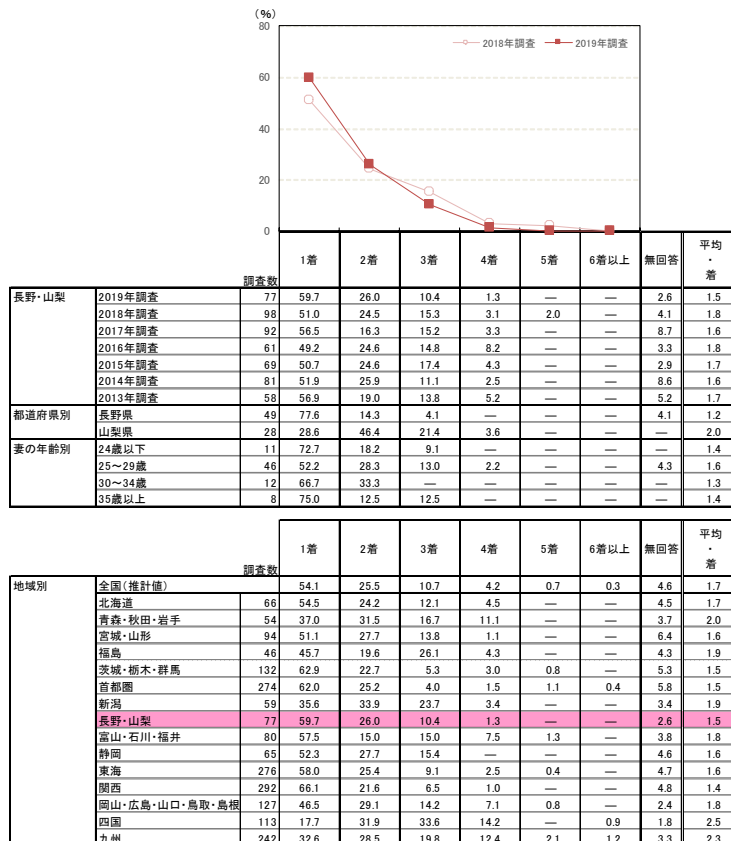 (％)
80
60
40
20
0
2018年調査 2019年調査
調査数 1着 2着 3着 4着 5着 6着以上 無回答 平均・着
長野・山梨 2019年調査 77 59.7 26.0 10.4 1.3 — — 2.6 1.5
2018年調査 98 51.0 24.5 15.3 3.1 2.0 — 4.1 1.8
2017年調査 92 56.5 16.3 15.2 3.3 — — 8.7 1.6
2016年調査 61 49.2 24.6 14.8 8.2 — — 3.3 1.8
2015年調査 69 50.7 24.6 17.4 4.3 — — 2.9 1.7
2014年調査 81 51.9 25.9 11.1 2.5 — — 8.6 1.6
2013年調査 58 56.9 19.0 13.8 5.2 — — 5.2 1.7
都道府県別 長野県 49 77.6 14.3 4.1 — — — 4.1 1.2
山梨県 28 28.6 46.4 21.4 3.6 — — — 2.0
妻の年齢別 24歳以下 11 72.7 18.2 9.1 — — — — 1.4
25～29歳 46 52.2 28.3 13.0 2.2 — — 4.3 1.6
30～34歳 12 66.7 33.3 — — — — — 1.3
35歳以上 8 75.0 12.5 12.5 — — — — 1.4
調査数 1着 2着 3着 4着 5着 6着以上 無回答 平均・着
地域別 全国(推計値) 54.1 25.5 10.7 4.2 0.7 0.3 4.6 1.7
北海道 66 54.5 24.2 12.1 4.5 — — 4.5 1.7
青森・秋田・岩手 54 37.0 31.5 16.7 11.1 — — 3.7 2.0
宮城・山形 94 51.1 27.7 13.8 1.1 — — 6.4 1.6
福島 46 45.7 19.6 26.1 4.3 — — 4.3 1.9
茨城・栃木・群馬 132 62.9 22.7 5.3 3.0 0.8 — 5.3 1.5
首都圏 274 62.0 25.2 4.0 1.5 1.1 0.4 5.8 1.5
新潟 59 35.6 33.9 23.7 3.4 — — 3.4 1.9
長野・山梨 77 59.7 26.0 10.4 1.3 — — 2.6 1.5
富山・石川・福井 80 57.5 15.0 15.0 7.5 1.3 — 3.8 1.8
静岡 65 52.3 27.7 15.4 — — — 4.6 1.6
東海 276 58.0 25.4 9.1 2.5 0.4 — 4.7 1.6
関西 292 66.1 21.6 6.5 1.0 — — 4.8 1.4
岡山・広島・山口・鳥取・島根 127 46.5 29.1 14.2 7.1 0.8 — 2.4 1.8
四国 113 17.7 31.9 33.6 14.2 — 0.9 1.8 2.5
九州 242 32.6 28.5 19.8 12.4 2.1 1.2 3.3 2.3